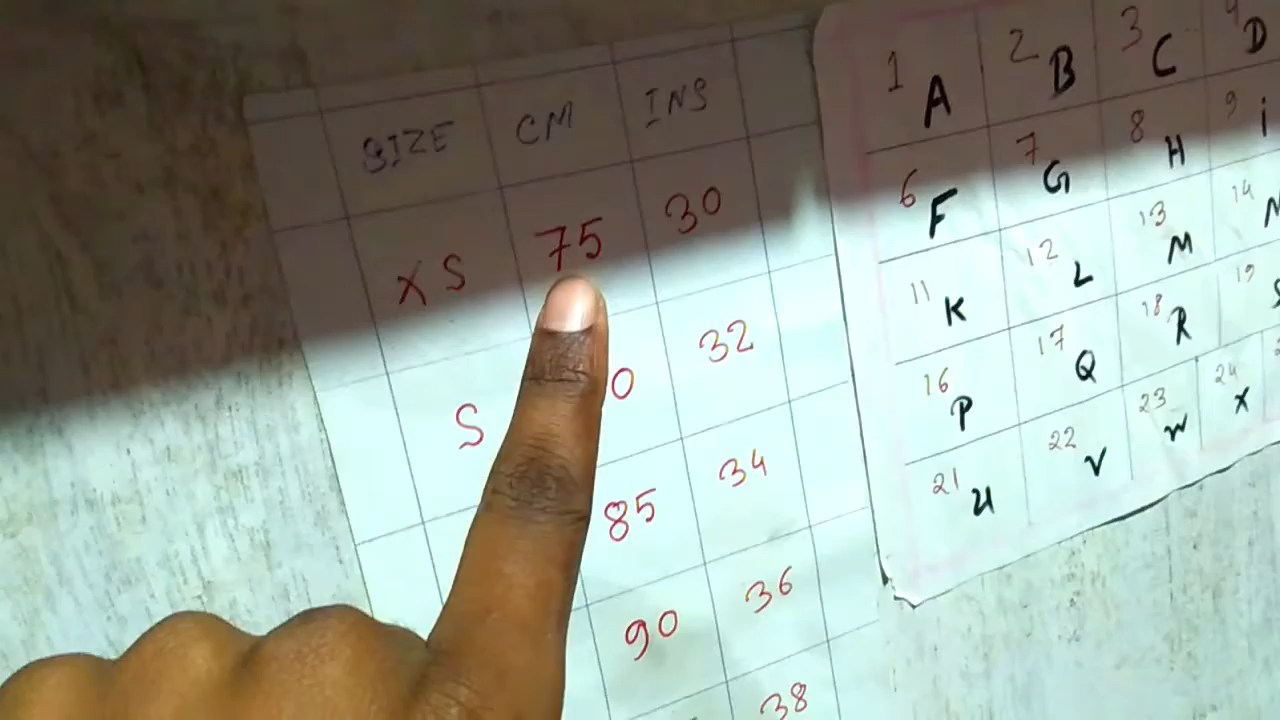 SIZE CM INS
XS 75 30
S 0 32
85 34
90 36
38
1 A 2 B 3 C 4 D
6 F 7 G 8 H 9 i
11 K 12 L 13 M 14 N
16 P 17 Q 18 R 19 S
21 U 22 V 23 W 24 X